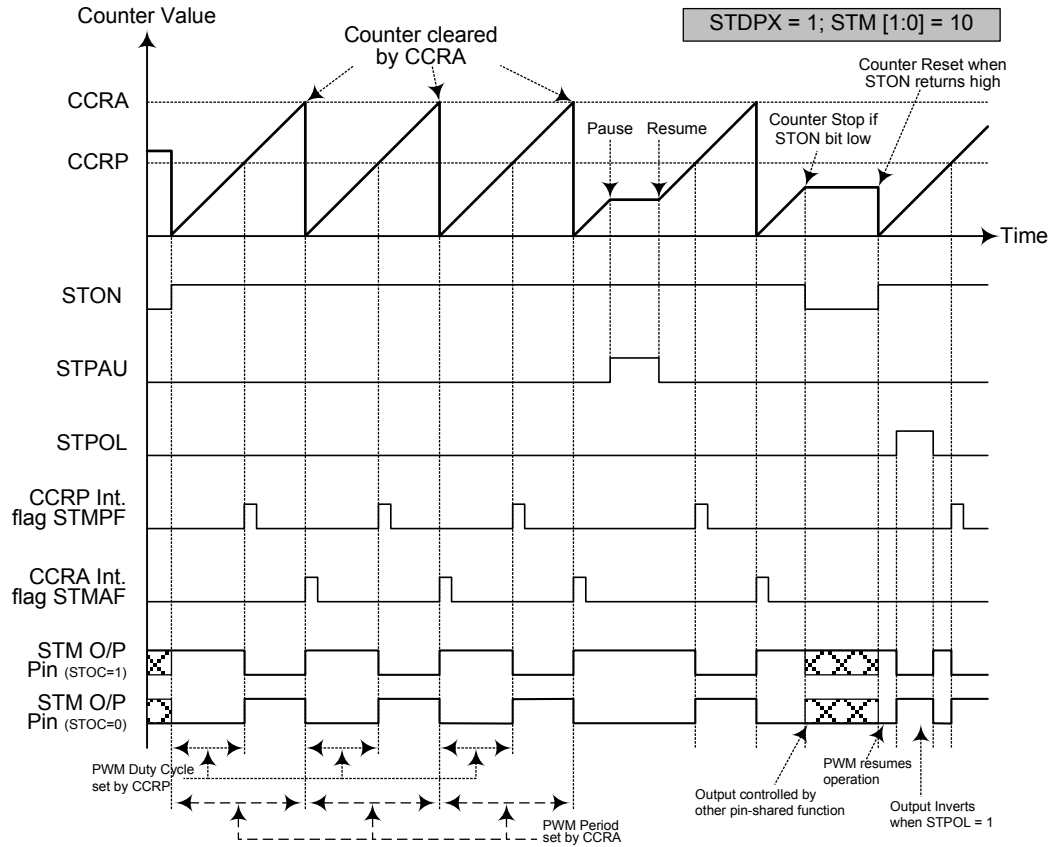 Counter Value
STDPX = 1; STM [1:0] = 10
Counter cleared
by CCRA
Counter Reset when
STON returns high
CCRA
Pause
Resume
Counter Stop if
STON bit low
CCRP
Time
STON
STPAU
STPOL
CCRP Int.
flag STMPF
CCRA Int.
flag STMAF
STM O/P
Pin (STOC=1)
STM O/P
Pin (STOC=0)
PWM Duty Cycle
set by CCRP
PWM resumes
operation
Output controlled by
other pin-shared function
Output Inverts
when STPOL = 1
PWM Period
set by CCRA